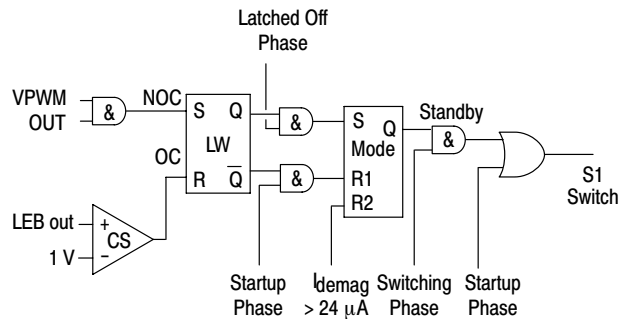 Latched Off
Phase
VPWM
OUT
&
NOC
S
Q
LW
OC
R
Q
&
&
S
Q
Mode
R1
R2
Standby
&
S1
Switch
LEB out
+
CS
1 V
−
Startup
Phase
Idemag
> 24 µA
Switching
Phase
Startup
Phase